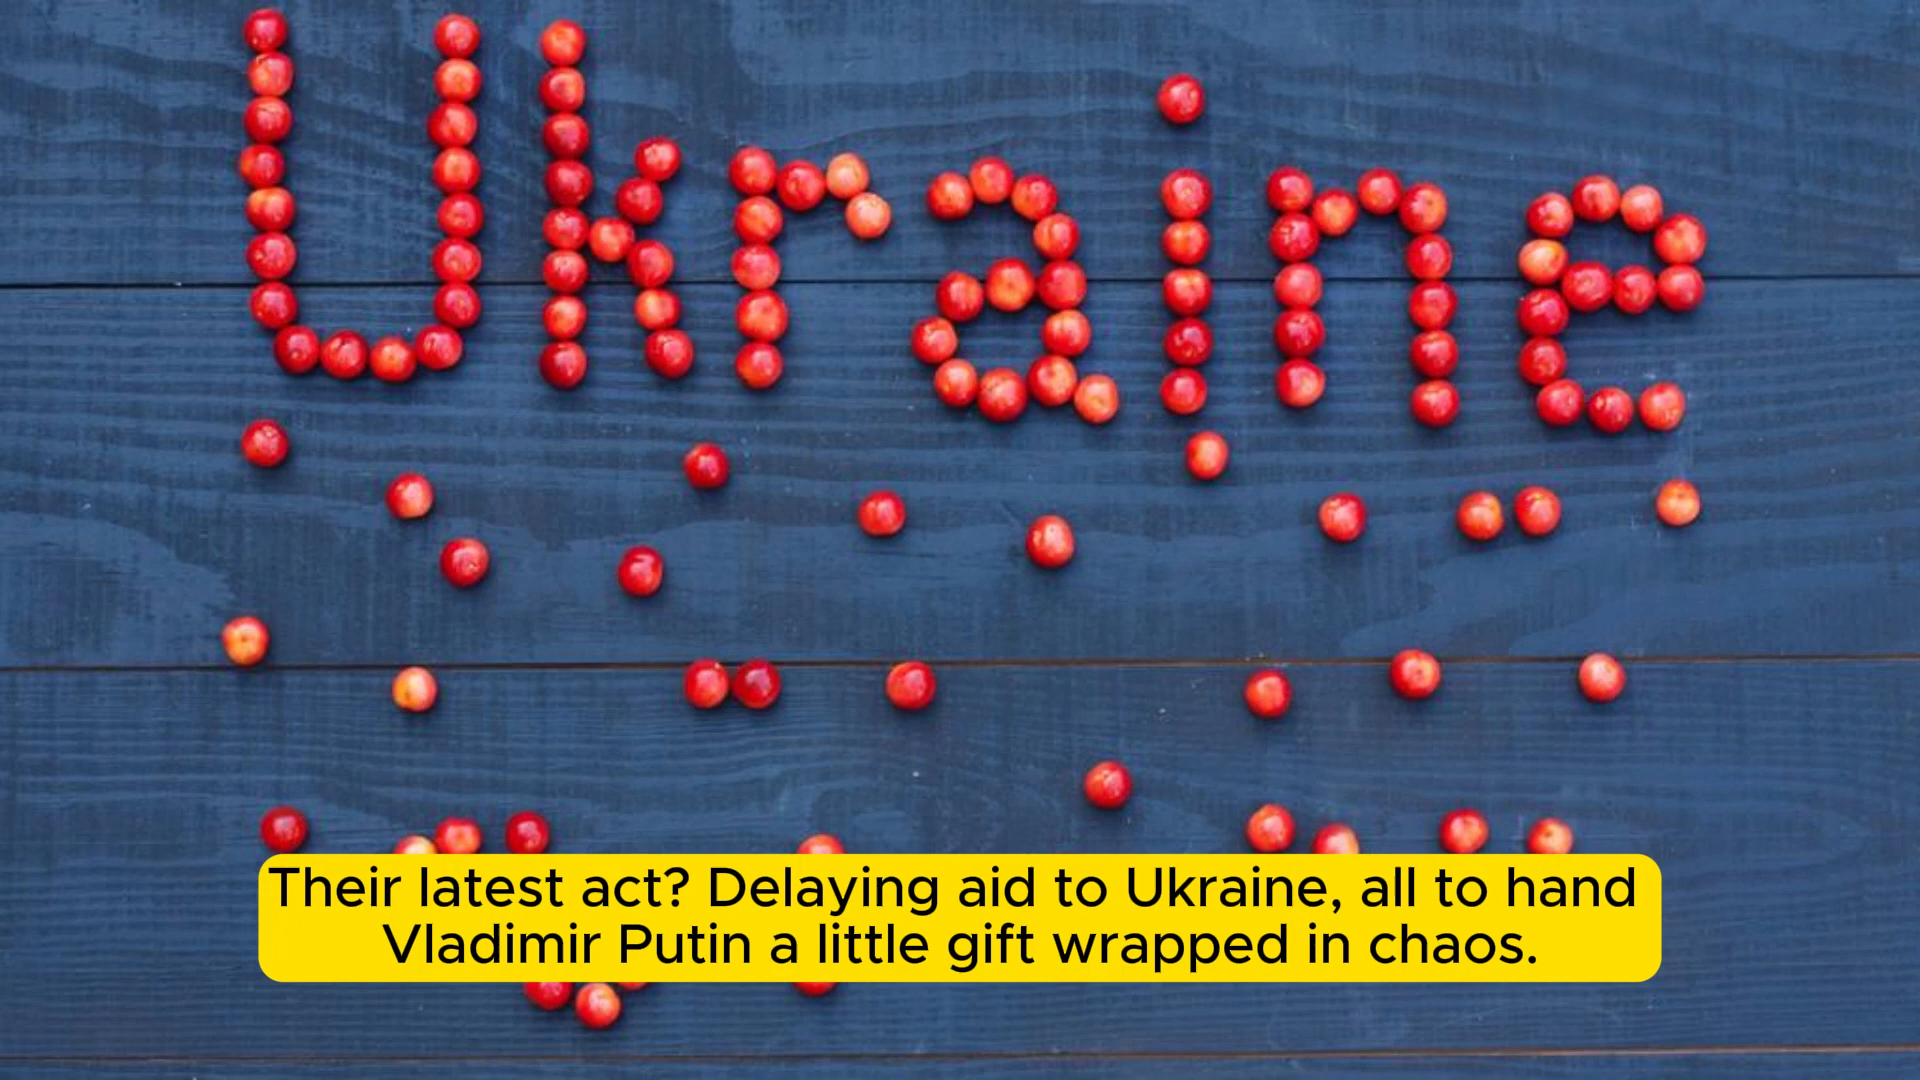 Ukraine
Their latest act? Delaying aid to Ukraine, all to hand
Vladimir Putin a little gift wrapped in chaos.